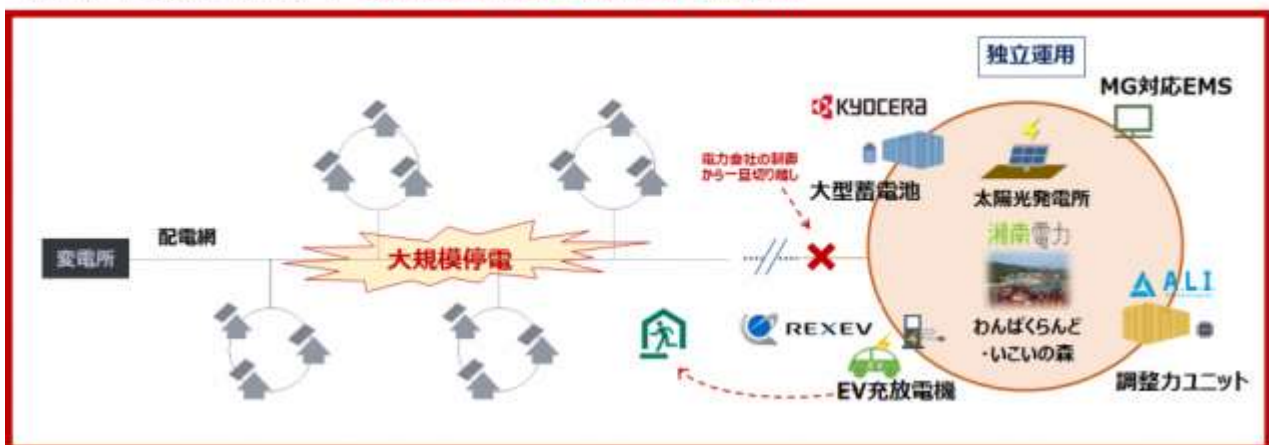 独立運用
MG対応EMS
KYOCERA
電力会社の制御
から一旦切り離し
大型蓄電池
太陽光発電所
配電網
変電所
大規模停電
湘南電力
ALI
REXEV
わんぱくらんど
・いこいの森
調整力ユニット
EV充放電機